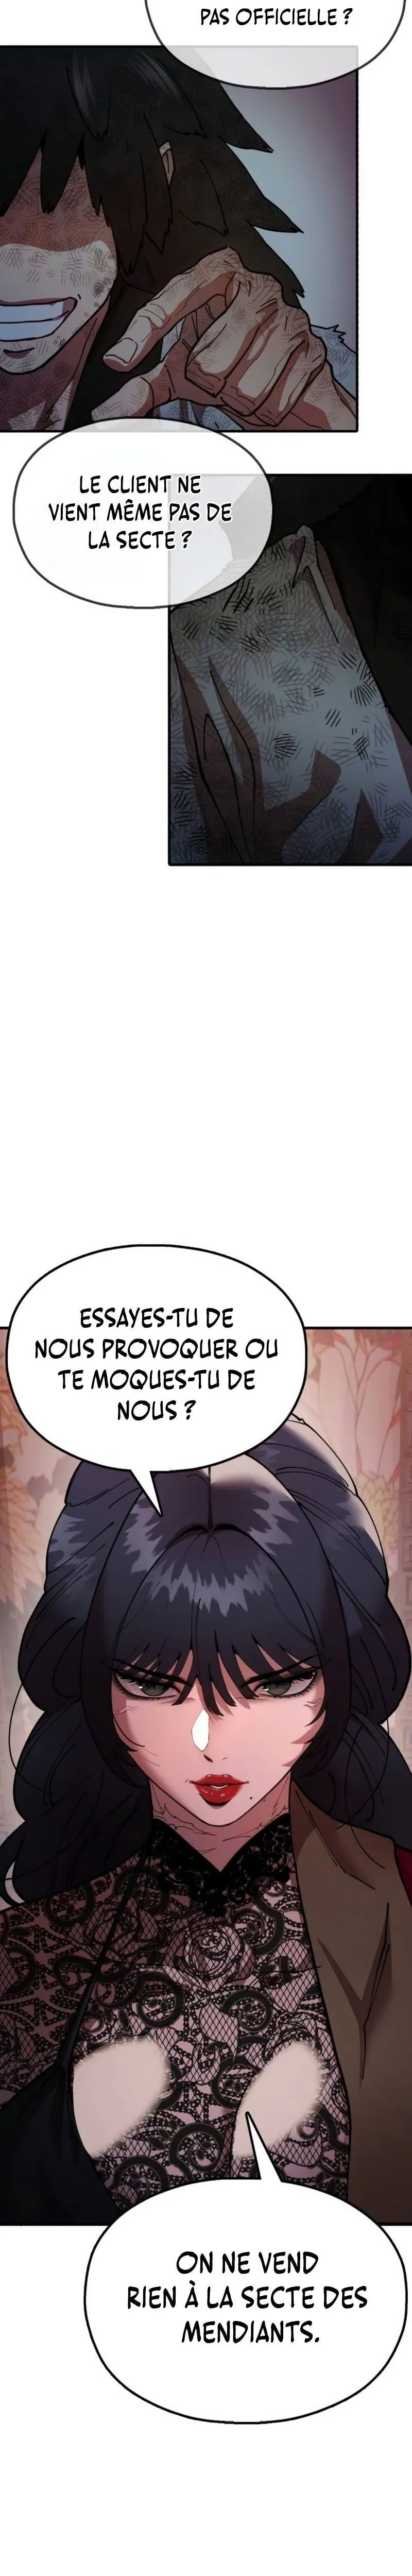 PAS OFFICIELLE ?
LE CLIENT NE
VIENT MÊME PAS DE
LA SECTE ?
ESSAYES-TU DE
NOUS PROVOQUER OU
TE MOQUES-TU DE
NOUS ?
ON NE VEND
RIEN À LA SECTE DES
MENDIANTS.